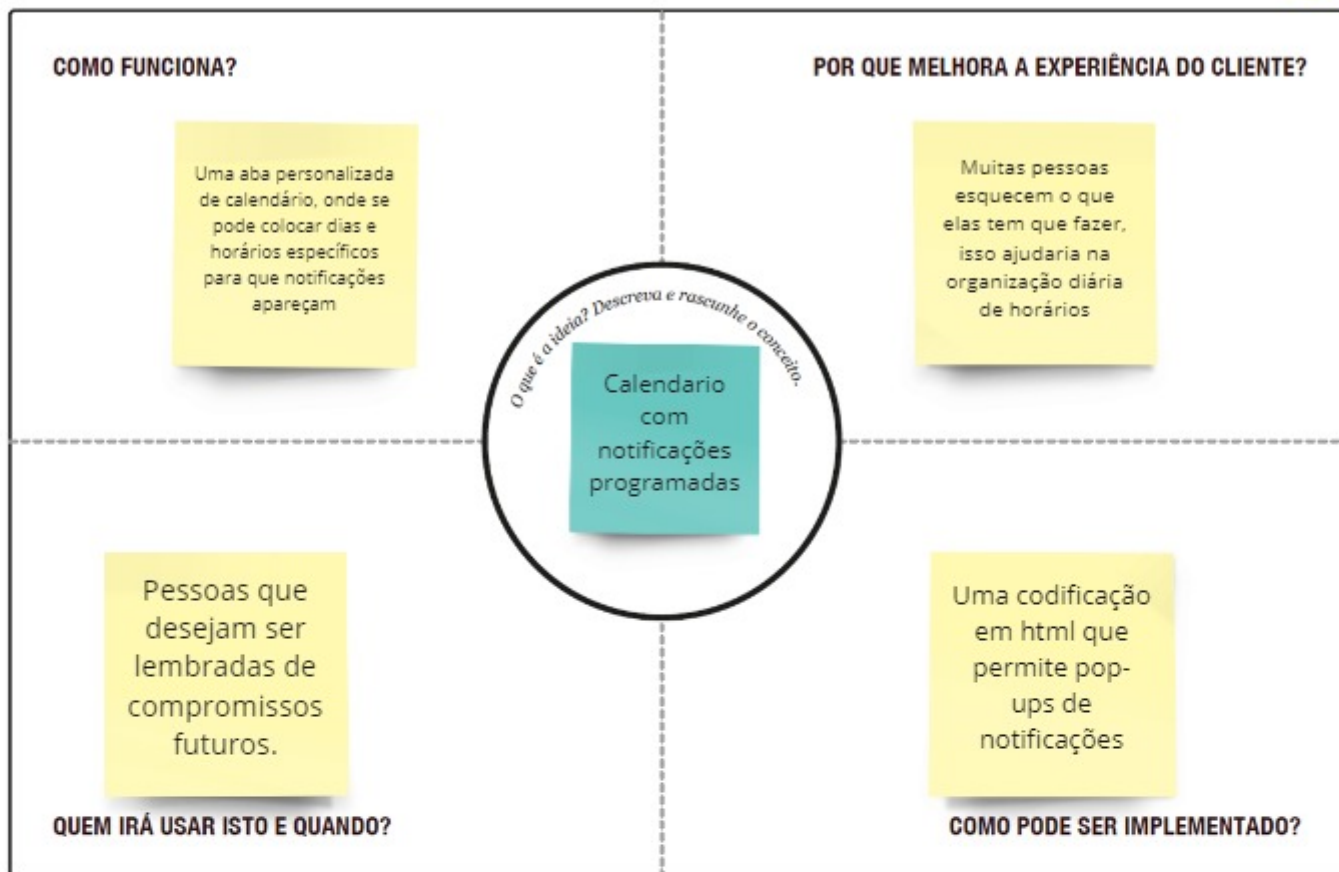 COMO FUNCIONA?
Uma aba personalizada
de calendário, onde se
pode colocar dias e
horários específicos
para que notificações
apareçam
POR QUE MELHORA A EXPERIÊNCIA DO CLIENTE?
Muitas pessoas
esquecem o que
elas tem que fazer,
isso ajudaria na
organização diária
de horários
O que é a ideia? Descreva e rascunhe o conceito-
Calendario
com
notificações
programadas
Pessoas que
desejam ser
lembradas de
compromissos
futuros.
QUEM IRÁ USAR ISTO E QUANDO?
Uma codificação
em html que
permite pop-
ups de
notificações
COMO PODE SER IMPLEMENTADO?